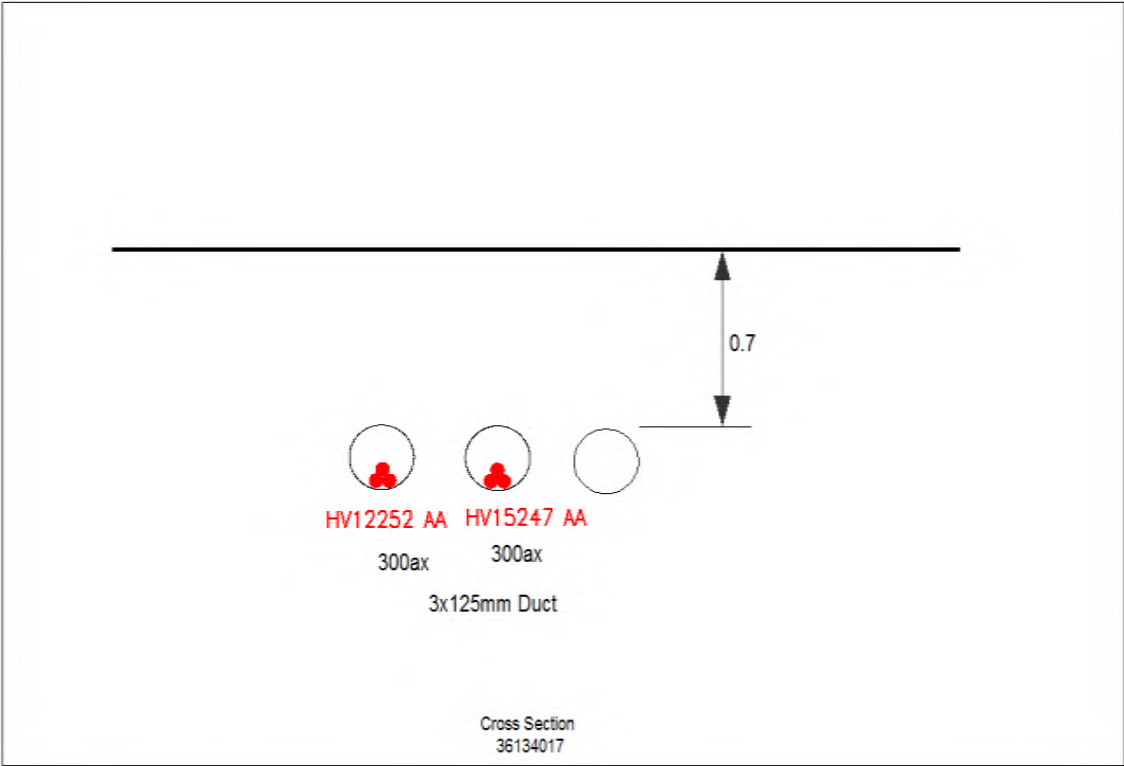 0.7
HV12252 AA HV15247 AA
300ax 300ax
3x125mm Duct
Cross Section
36134017